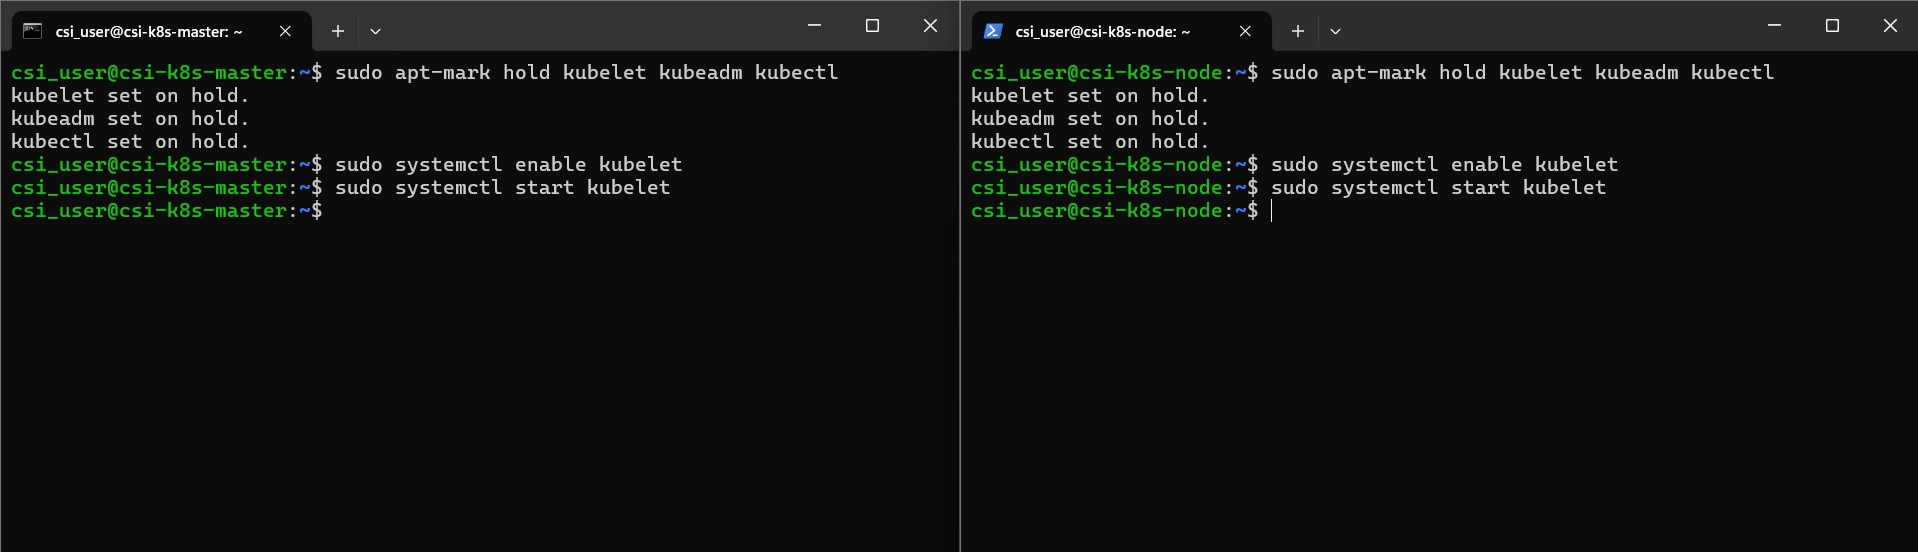 csi_user@csi-k8s-master: ~
csi_user@csi-k8s-master:~$ sudo apt-mark hold kubelet kubeadm kubectl
kubelet set on hold.
kubeadm set on hold.
kubectl set on hold.
csi_user@csi-k8s-master:~$ sudo systemctl enable kubelet
csi_user@csi-k8s-master:~$ sudo systemctl start kubelet
csi_user@csi-k8s-master:~$
csi_user@csi-k8s-node: ~
csi_user@csi-k8s-node:~$ sudo apt-mark hold kubelet kubeadm kubectl
kubelet set on hold.
kubeadm set on hold.
kubectl set on hold.
csi_user@csi-k8s-node:~$ sudo systemctl enable kubelet
csi_user@csi-k8s-node:~$ sudo systemctl start kubelet
csi_user@csi-k8s-node:~$